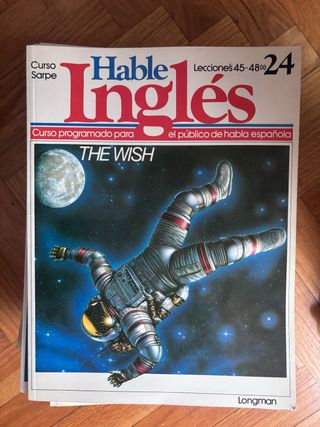 Curso
Sarpe
Hable
Lecciones 45-48 24
Inglés
Curso programado para el público de habla española
THE WISH
Longman